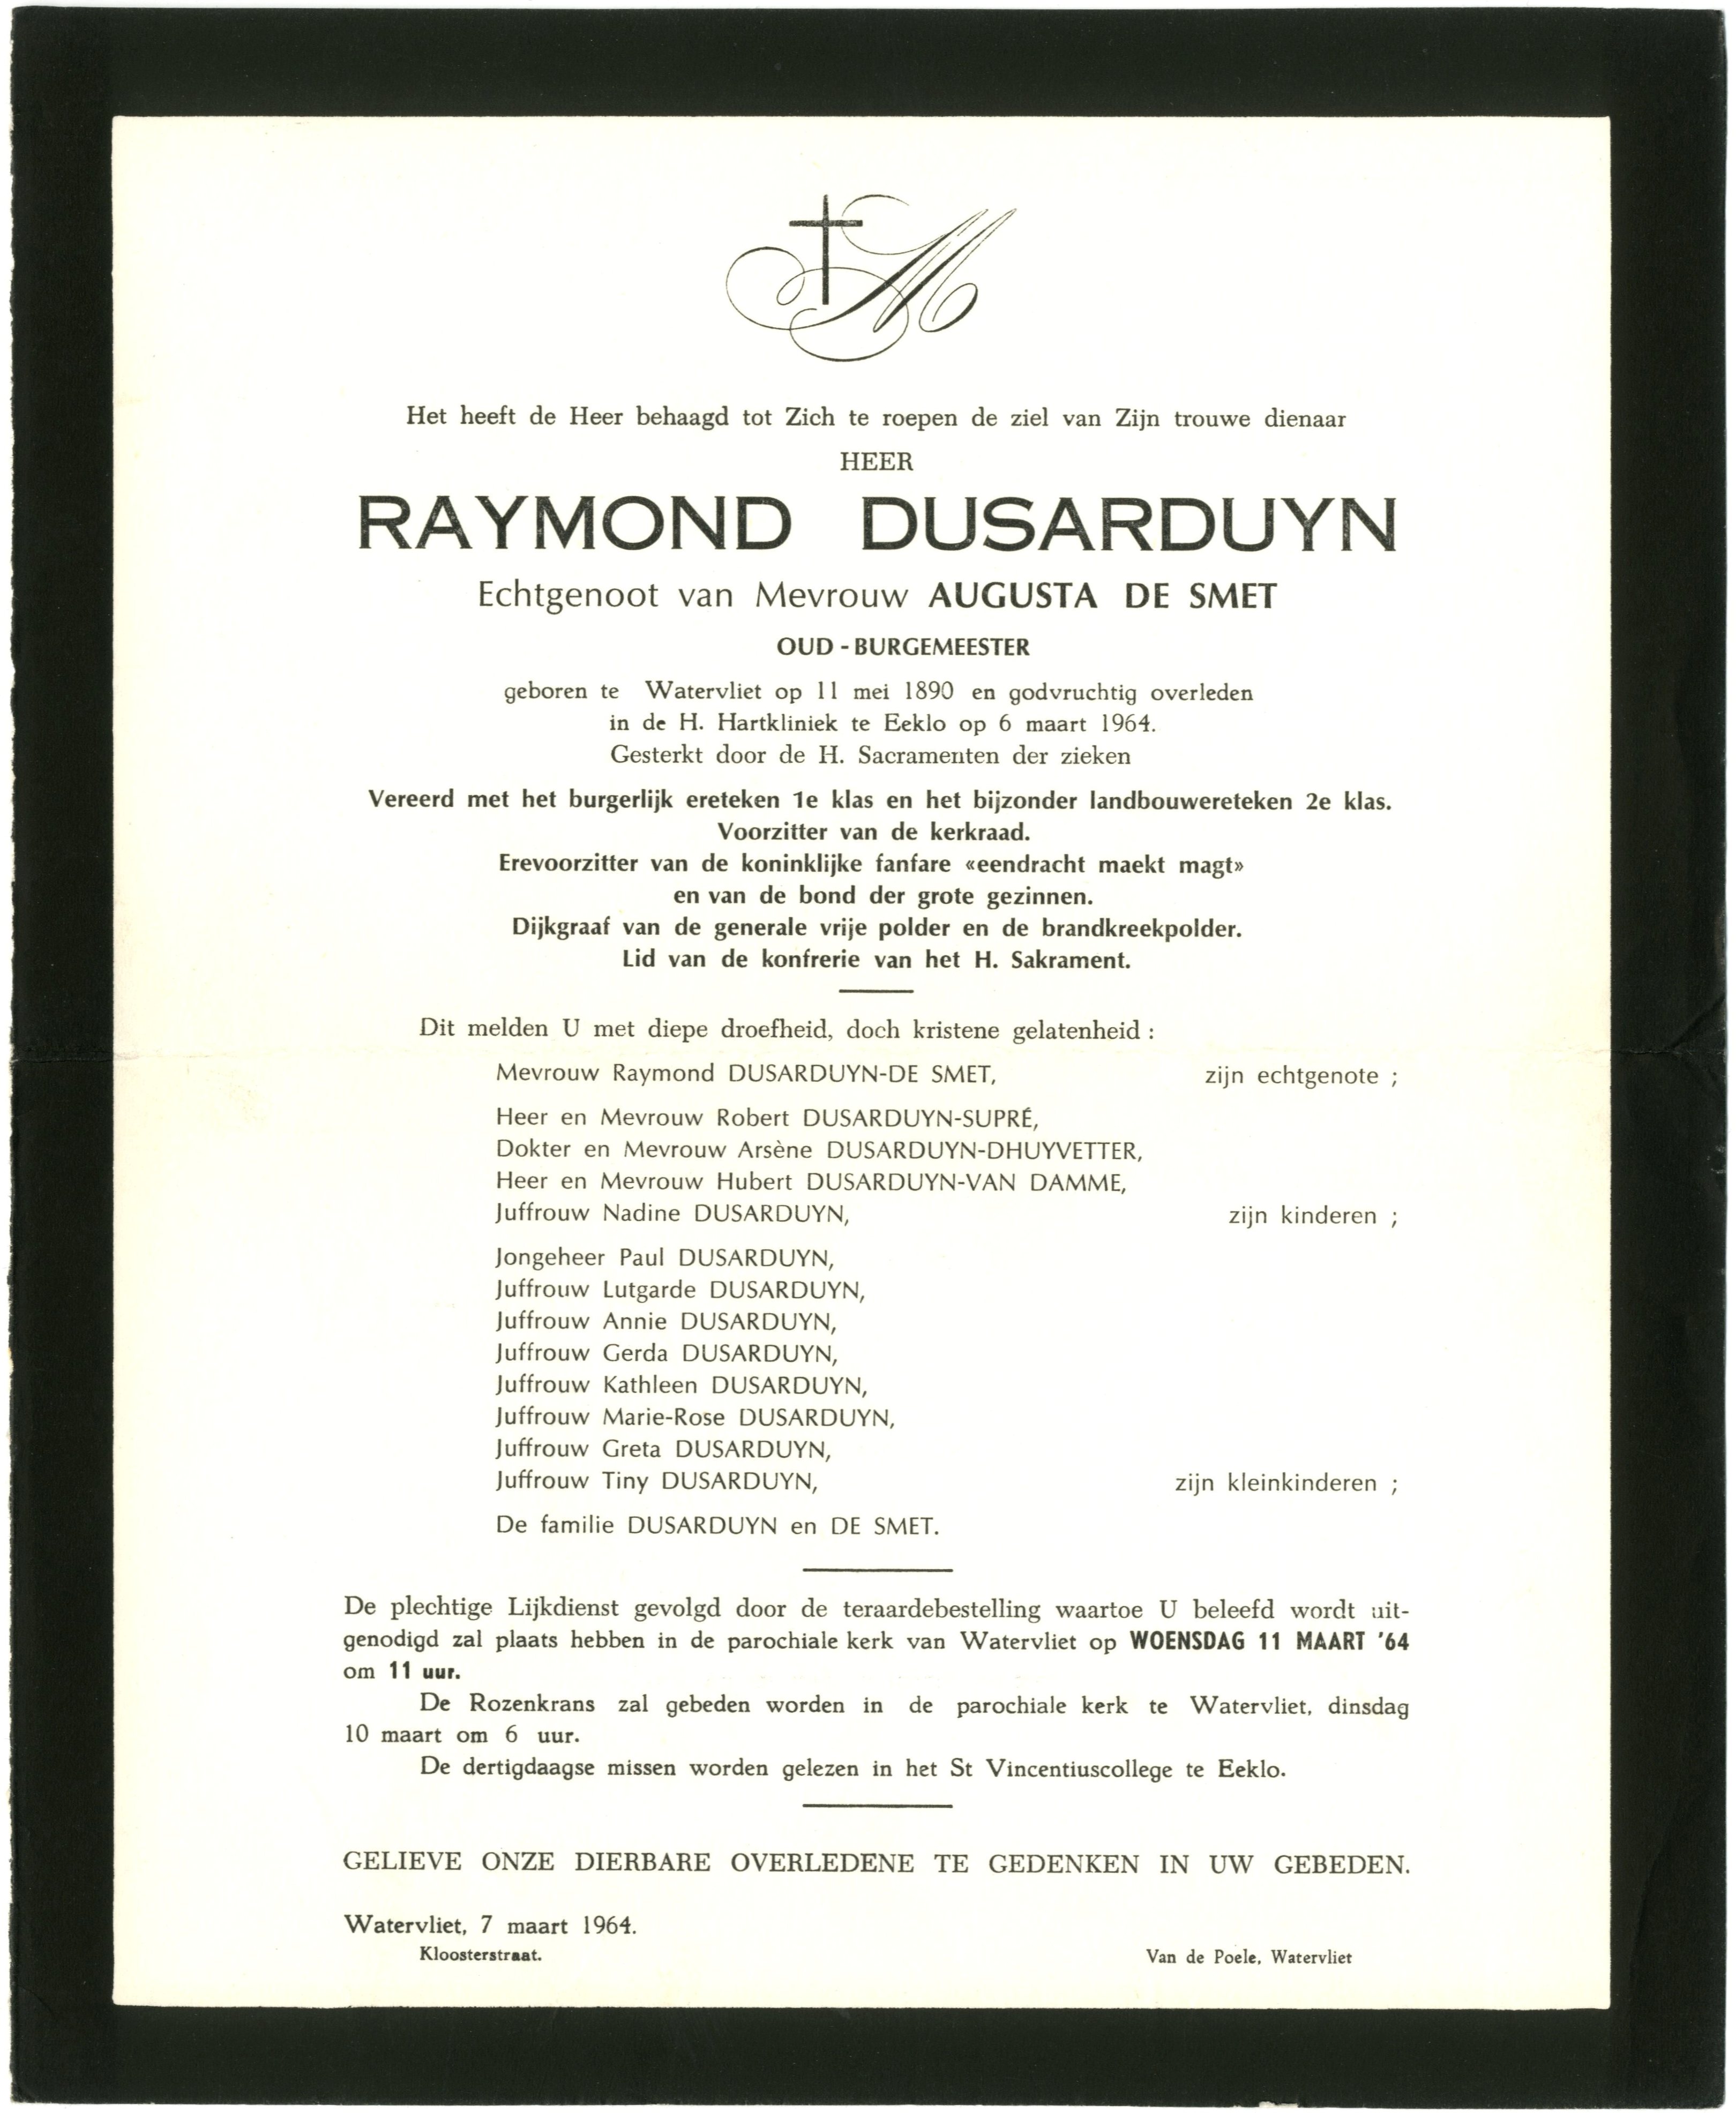 M
Het heeft de Heer behaagd tot Zich te roepen de ziel van Zijn trouwe dienaar
HEER
RAYMOND DUSARDUYN
Echtgenoot van Mevrouw AUGUSTA DE SMET
OUD - BURGEMEESTER
geboren te Watervliet op 11 mei 1890 en godvruchtig overleden
in de H. Hartkliniek te Eeklo op 6 maart 1964.
Gesterkt door de H. Sacramenten der zieken
Vereerd met het burgerlijk ereteken 1e klas en het bijzonder landbouwereteken 2e klas.
Voorzitter van de kerkraad.
Erevoorzitter van de koninklijke fanfare «eendracht maekt magt»
en van de bond der grote gezinnen.
Dijkgraaf van de generale vrije polder en de brandkreekpolder.
Lid van de konfrerie van het H. Sakrament.
Dit melden U met diepe droefheid, doch kristene gelatenheid :
Mevrouw Raymond DUSARDUYN-DE SMET, zijn echtgenote ;
Heer en Mevrouw Robert DUSARDUYN-SUPRÉ,
Dokter en Mevrouw Arsène DUSARDUYN-DHUYVETTER,
Heer en Mevrouw Hubert DUSARDUYN-VAN DAMME,
Juffrouw Nadine DUSARDUYN, zijn kinderen ;
Jongeheer Paul DUSARDUYN,
Juffrouw Lutgarde DUSARDUYN,
Juffrouw Annie DUSARDUYN,
Juffrouw Gerda DUSARDUYN,
Juffrouw Kathleen DUSARDUYN,
Juffrouw Marie-Rose DUSARDUYN,
Juffrouw Greta DUSARDUYN,
Juffrouw Tiny DUSARDUYN, zijn kleinkinderen ;
De familie DUSARDUYN en DE SMET.
De plechtige Lijkdienst gevolgd door de teraardebestelling waartoe U beleefd wordt uit-
genodigd zal plaats hebben in de parochiale kerk van Watervliet op WOENSDAG 11 MAART '64
om 11 uur.
De Rozenkrans zal gebeden worden in de parochiale kerk te Watervliet, dinsdag
10 maart om 6 uur.
De dertigdaagse missen worden gelezen in het St Vincentiuscollege te Eeklo.
GELIEVE ONZE DIERBARE OVERLEDENE TE GEDENKEN IN UW GEBEDEN.
Watervliet, 7 maart 1964.
Kloosterstraat. Van de Poele, Watervliet